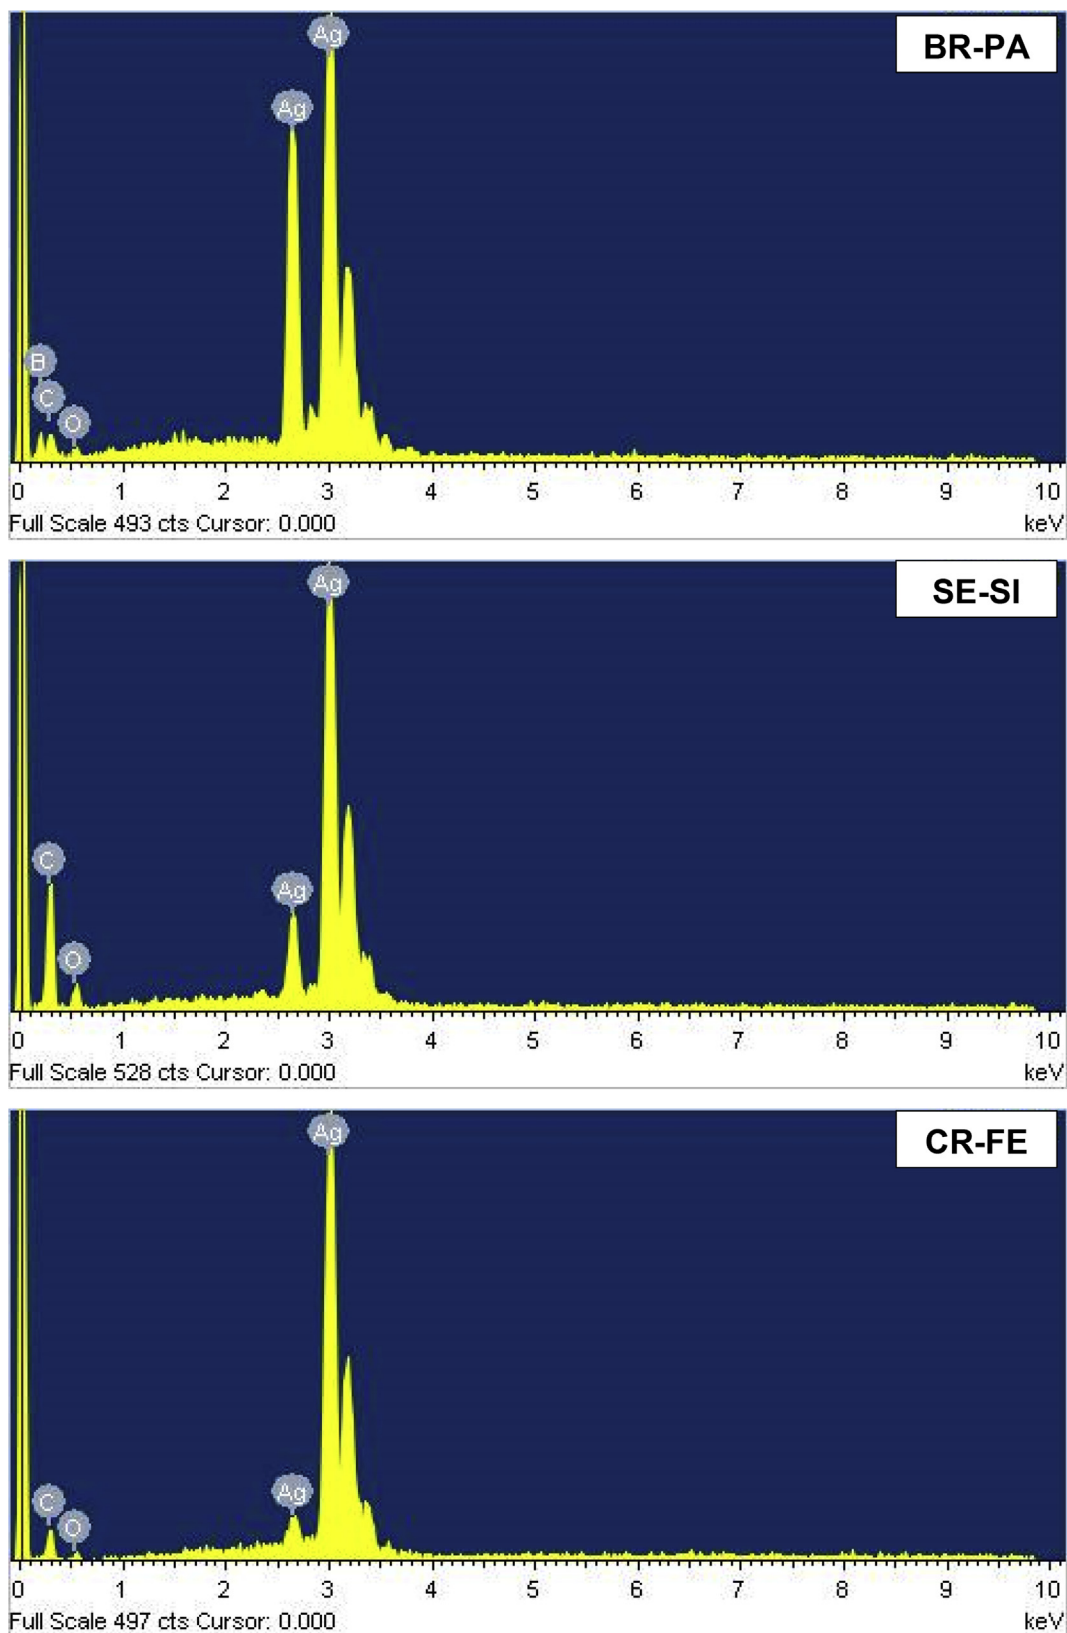 BR-PA
Ag
Ag
B
C
O
0 1 2 3 4 5 6 7 8 9 10
Full Scale 493 cts Cursor: 0.000 keV
SE-SI
Ag
C
Ag
O
0 1 2 3 4 5 6 7 8 9 10
Full Scale 528 cts Cursor: 0.000 keV
CR-FE
Ag
Ag
C
O
0 1 2 3 4 5 6 7 8 9 10
Full Scale 497 cts Cursor: 0.000 keV